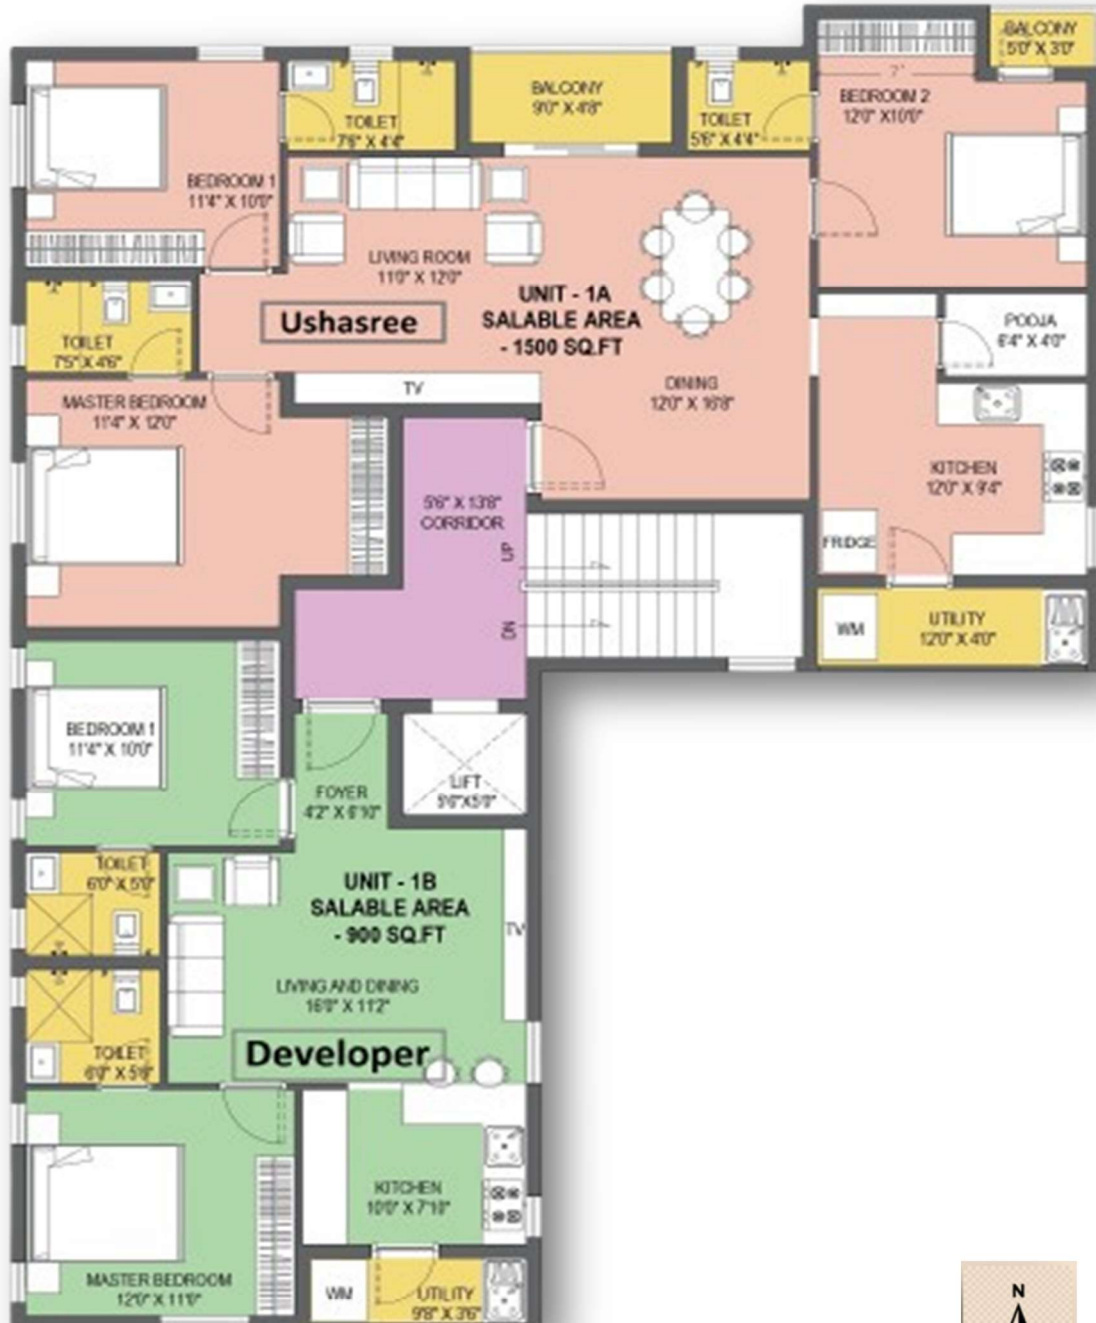 BALCONY
5'0" X 3'0"
BALCONY
9'0" X 4'8"
TOILET
7'6" X 4'4"
TOILET
5'6" X 4'4"
7"
BEDROOM 2
12'0" X10'0"
BEDROOM 1
11'4" X 10'0"
LIVING ROOM
11'0" X 12'0"
UNIT - 1A
SALABLE AREA
- 1500 SQ.FT
Ushasree
TOILET
7'5" X 4'6"
POOJA
6'4" X 4'0"
TV
DINING
12'0" X 16'8"
MASTER BEDROOM
11'4" X 12'0"
KITCHEN
12'0" X 9'4"
5'6" X 13'8"
CORRIDOR
UP
DN
FRIDGE
WM
UTILITY
12'0" X 4'0"
BEDROOM 1
11'4" X 10'0"
FOYER
4'2" X 6'10"
LIFT
5'6"X5'0"
TOILET
6'0" X 5'0"
UNIT - 1B
SALABLE AREA
- 900 SQ.FT
TV
LIVING AND DINING
16'0" X 11'2"
Developer
TOILET
KITCHEN
10'0" X 7'10"
MASTER BEDROOM
12'0" X 11'0"
WM
UTILITY
9'8" X 3'6"
N